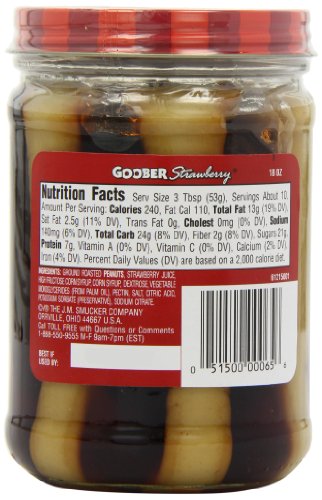 GOOBER Strawberry 18 OZ
Nutrition Facts Serv Size 3 Tbsp (53g), Servings About 10,
Amount Per Serving: Calories 240, Fat Cal 110, Total Fat 13g (19% DV),
Sat Fat 2.5g (11% DV), Trans Fat 0g, Cholest 0mg (0% DV), Sodium
140mg (6% DV), Total Carb 24g (8% DV), Fiber 2g (8% DV), Sugars 21g,
Protein 7g, Vitamin A (0% DV), Vitamin C (0% DV), Calcium (2% DV),
Iron (4% DV). Percent Daily Values (DV) are based on a 2,000 calorie diet.
INGREDIENTS: GROUND ROASTED PEANUTS, STRAWBERRY JUICE,
HIGH FRUCTOSE CORN SYRUP, CORN SYRUP, DEXTROSE, VEGETABLE
MONOGLYCERIDES (FROM PALM OIL), PECTIN, SALT, CITRIC ACID,
POTASSIUM SORBATE (PRESERVATIVE), SODIUM CITRATE.
©/® THE J.M. SMUCKER COMPANY
ORRVILLE, OHIO 44667 U.S.A.
Call TOLL FREE with Questions or Comments
1-888-550-9555 M-F 9am-7pm (EST)
BEST IF
USED BY:
81215001
0 51500 00065 6